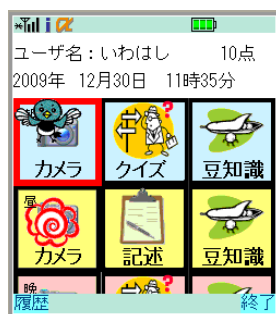 iα
ユーザ名：いわはし　　10点
2009年 12月30日 11時35分
カメラ クイズ 豆知識
昼
カメラ 記述 豆知識
晩
履歴 終了